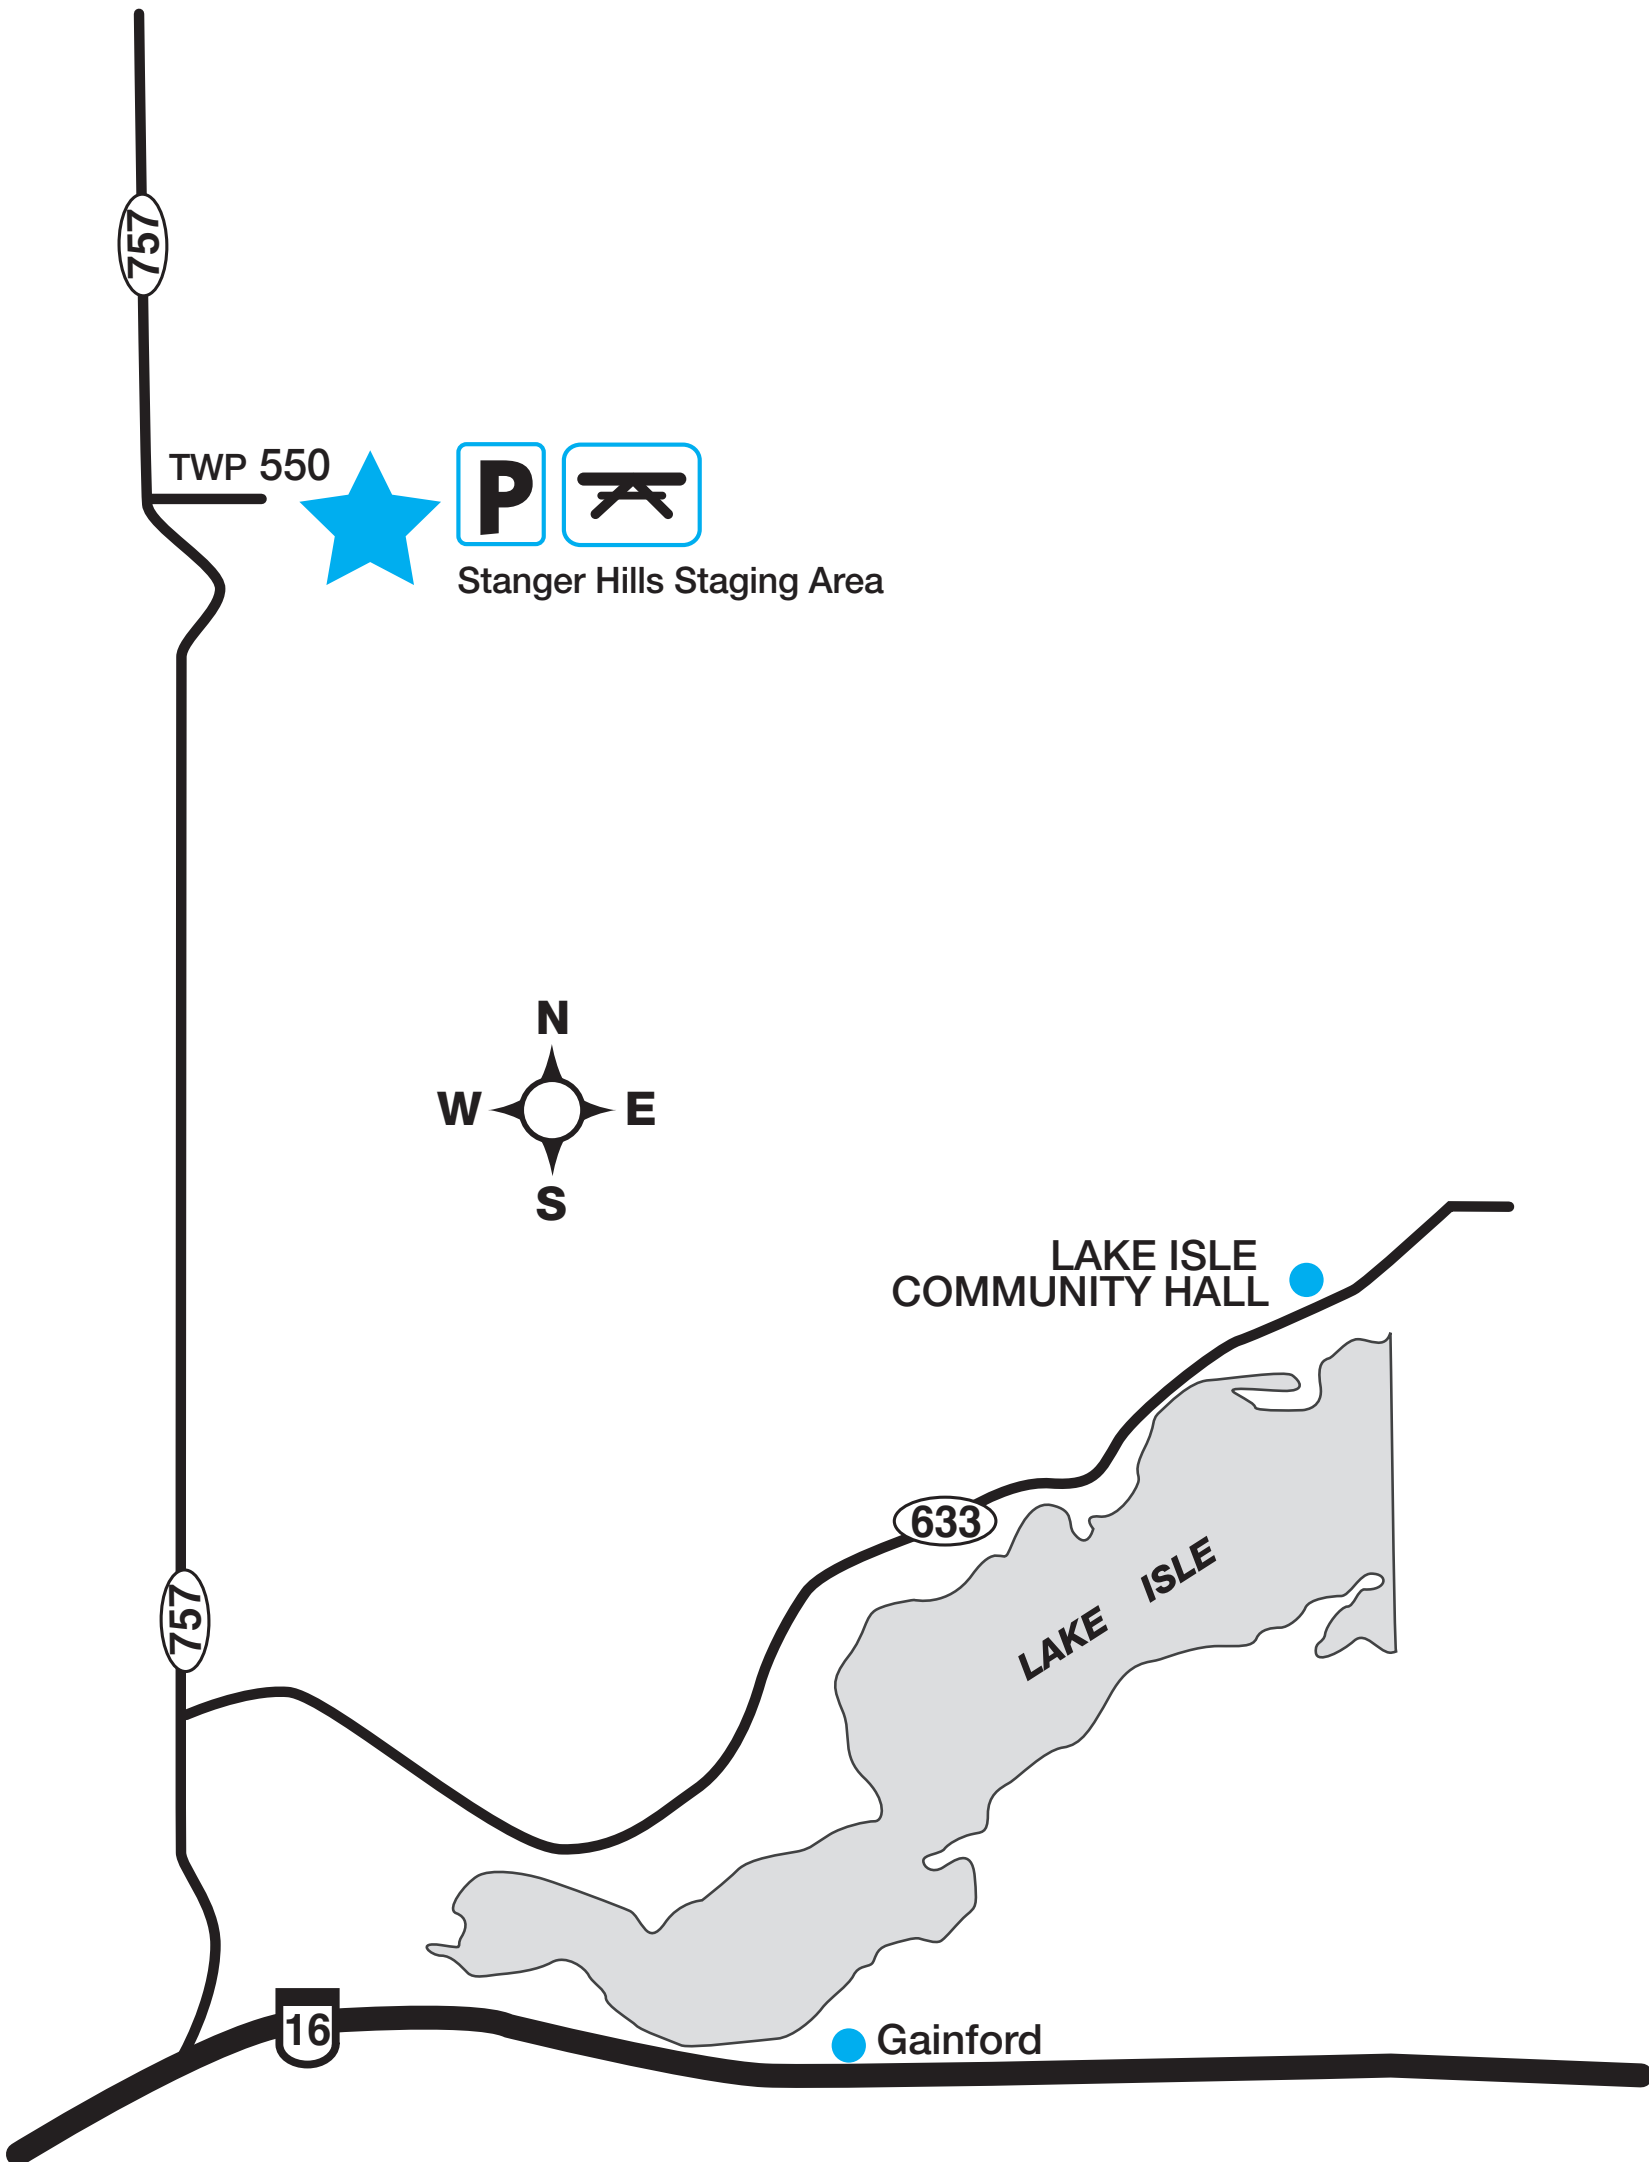 757
TWP 550
P
Stanger Hills Staging Area
N
W E
S
LAKE ISLE
COMMUNITY HALL
633
LAKE ISLE
757
16
Gainford